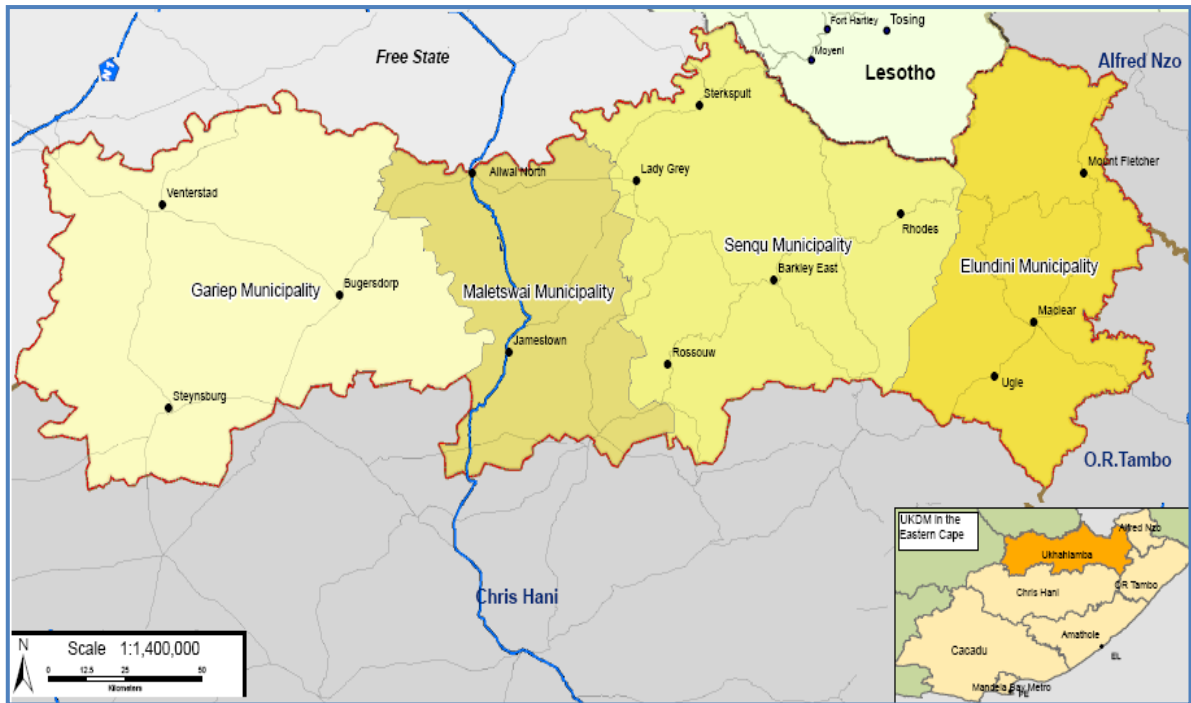 Fort Hartley
Tosing
Moyeni
Lesotho
Free State
N1
Alfred Nzo
Sterkspult
Mount Fletcher
Aliwal North
Lady Grey
Venterstad
Rhodes
Senqu Municipality
Elundini Municipality
Barkley East
Gariep Municipality
Bugersdorp
Maletswai Municipality
Maclear
Jamestown
Rossouw
Ugie
Steynsburg
O.R.Tambo
Chris Hani
N
Scale 1:1,400,000
0 12.5 25 50
Kilometers
UKDM in the
Eastern Cape
Alfred Nzo
Ukhahlamba
Chris Hani
OR Tambo
Amathole
EL
Cacadu
Mandela Bay Metro
PE